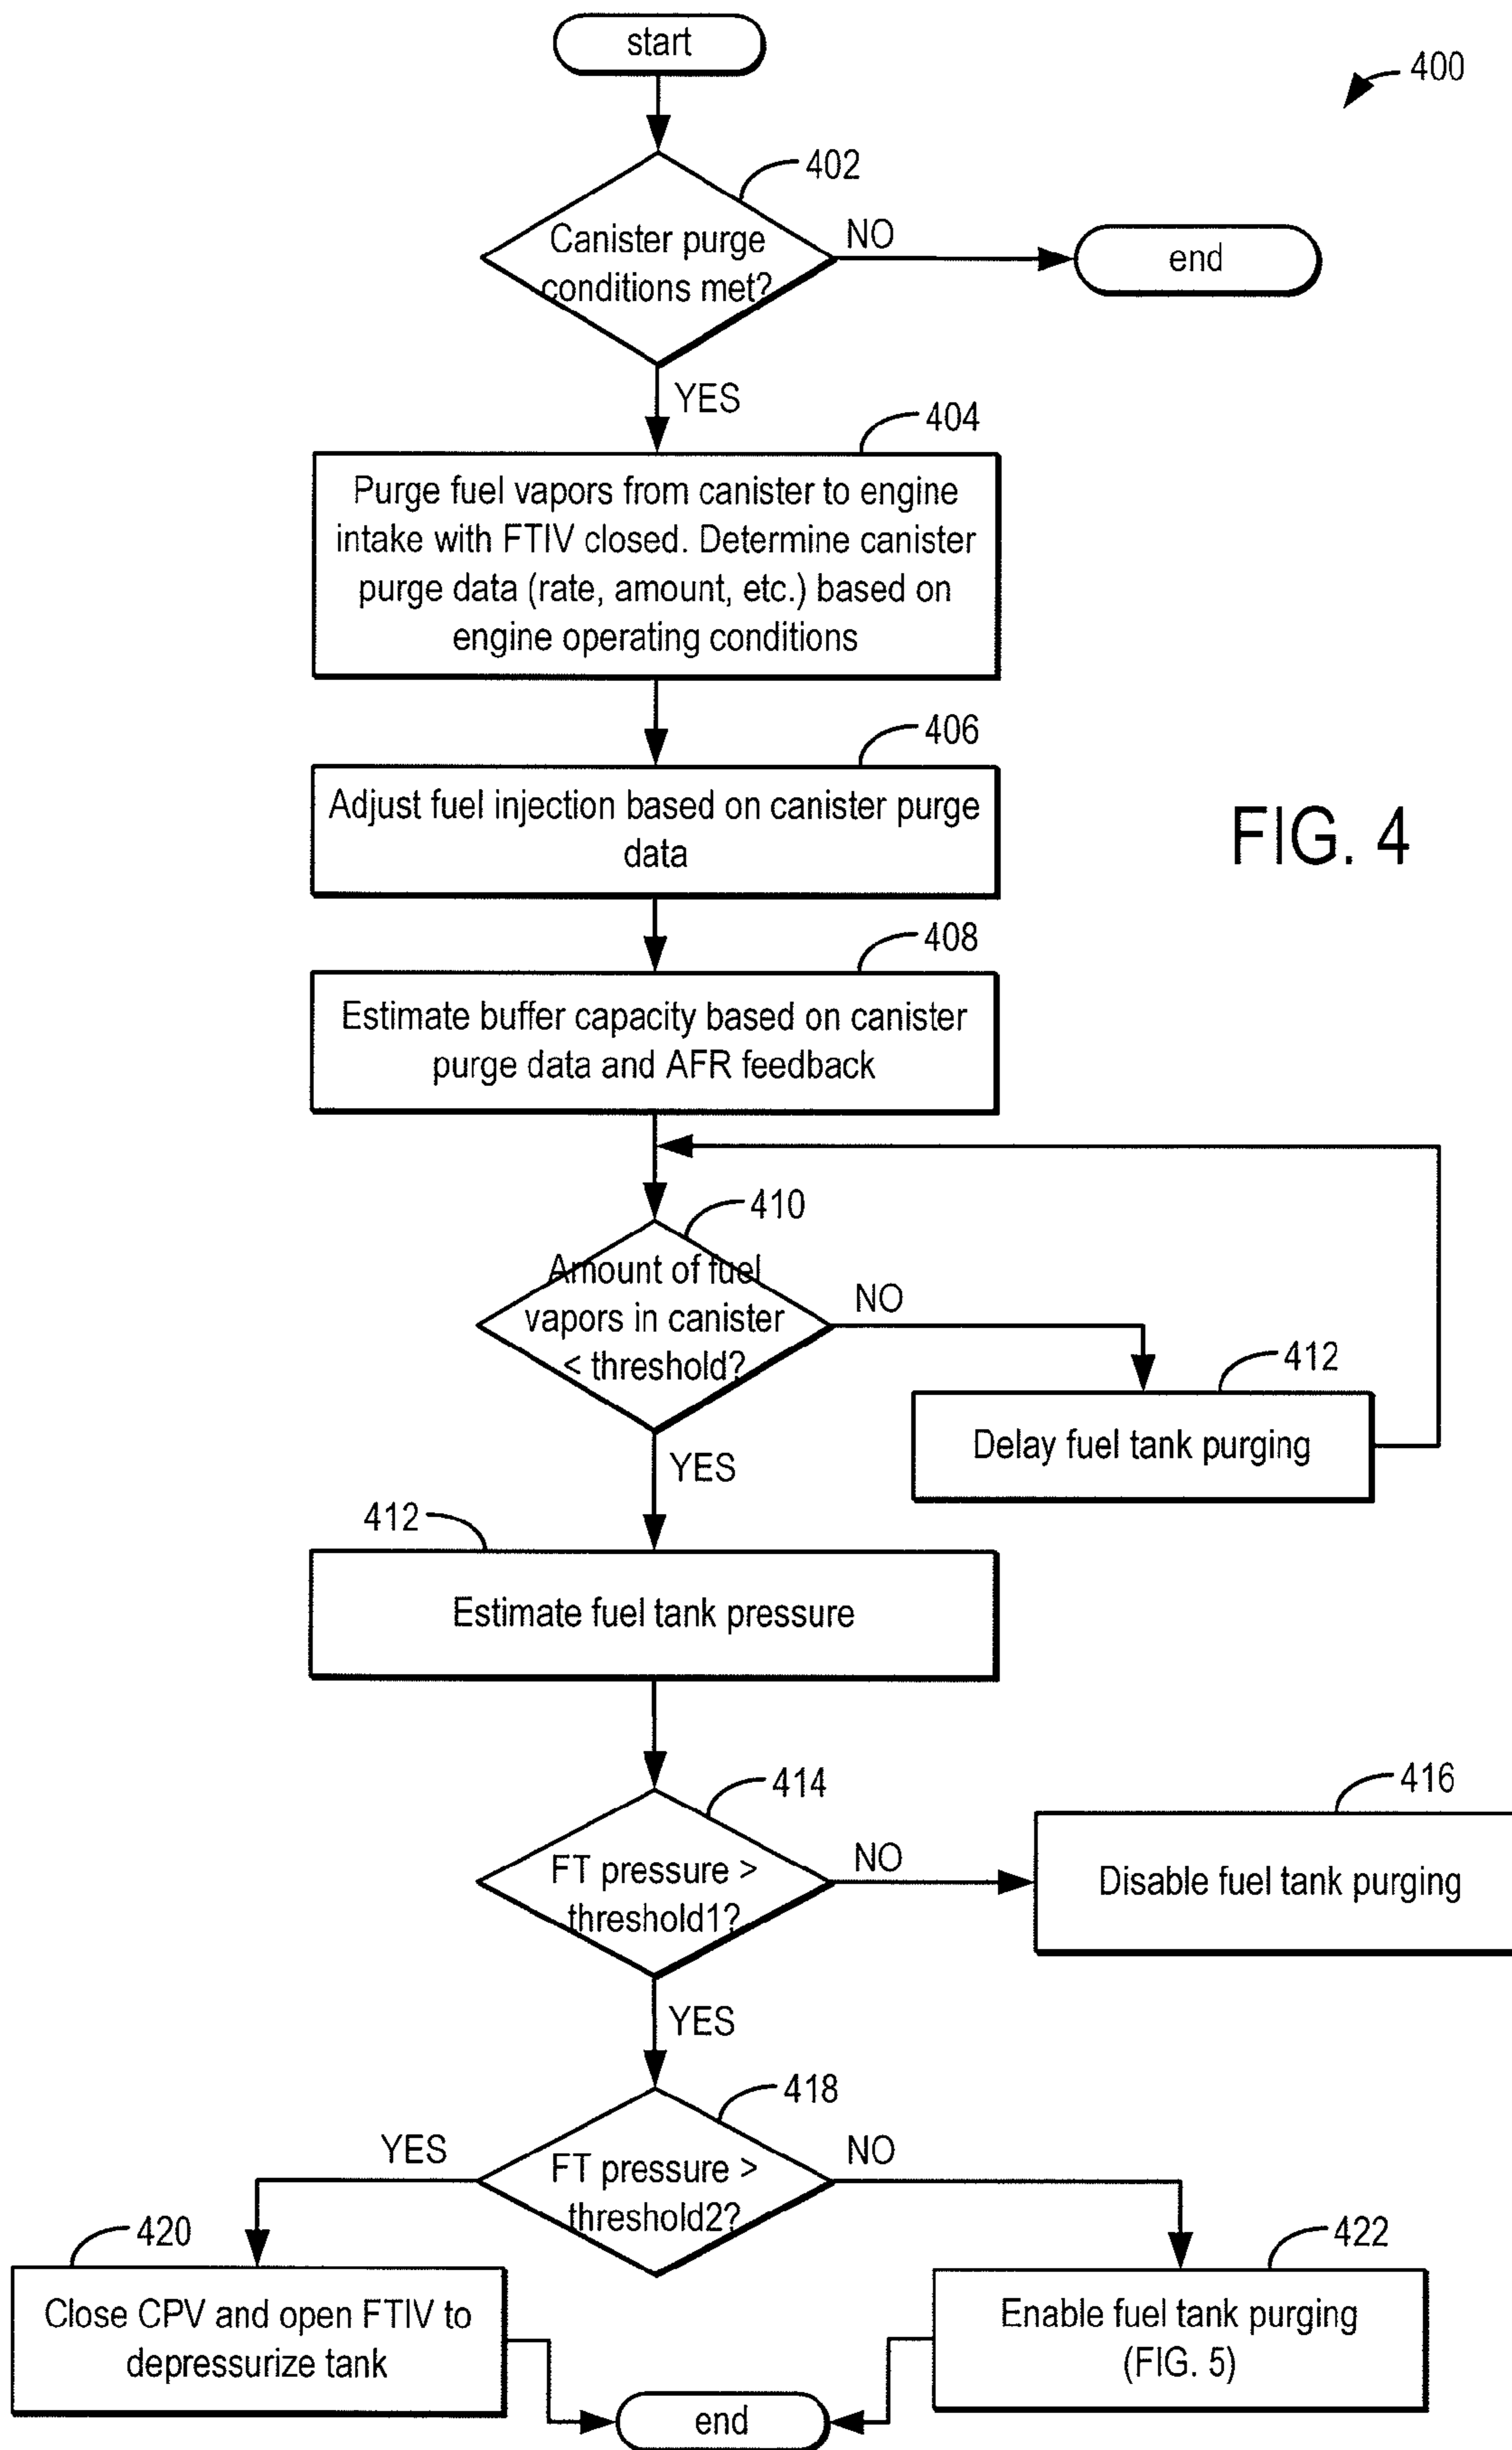 start
400
402
Canister purge
conditions met?
NO
end
YES
404
Purge fuel vapors from canister to engine
intake with FTIV closed. Determine canister
purge data (rate, amount, etc.) based on
engine operating conditions
406
Adjust fuel injection based on canister purge
data
FIG. 4
408
Estimate buffer capacity based on canister
purge data and AFR feedback
410
Amount of fuel
vapors in canister
< threshold?
NO
412
Delay fuel tank purging
YES
412
Estimate fuel tank pressure
414
FT pressure >
threshold1?
NO
416
Disable fuel tank purging
YES
418
FT pressure >
threshold2?
YES
NO
420
Close CPV and open FTIV to
depressurize tank
422
Enable fuel tank purging
(FIG. 5)
end